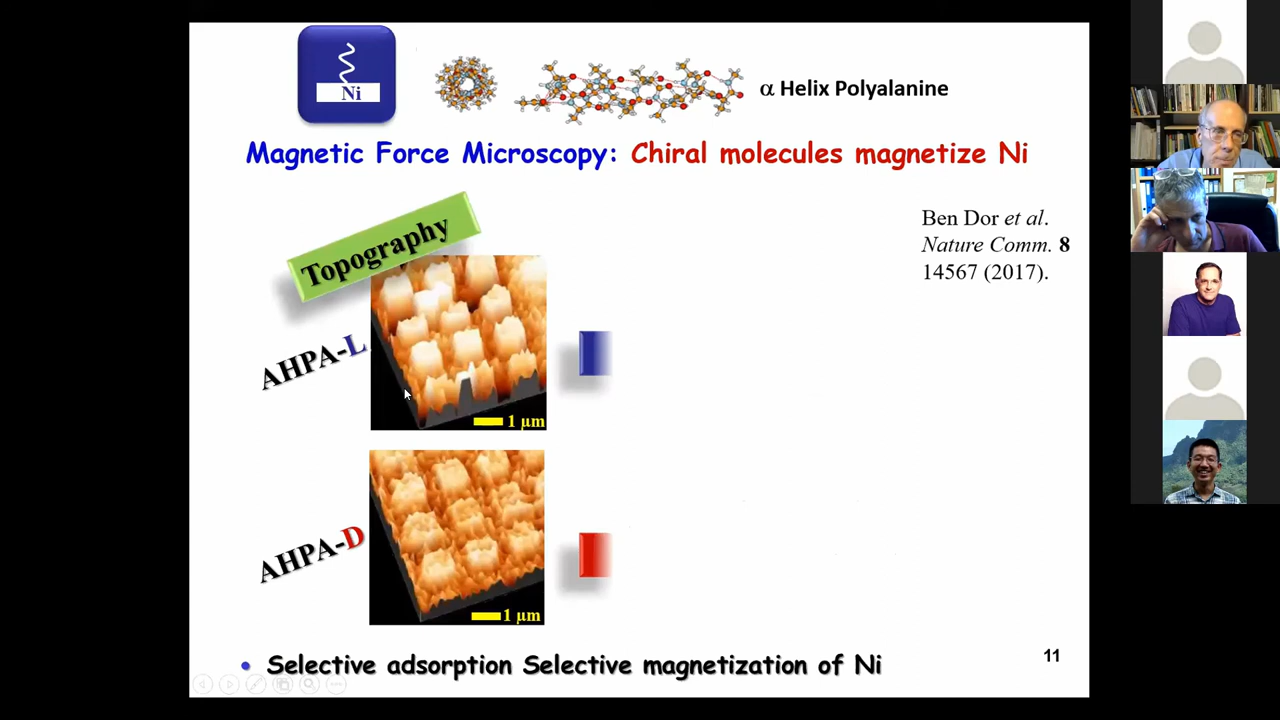 Ni
α Helix Polyalanine
Magnetic Force Microscopy: Chiral molecules magnetize Ni
Ben Dor et al.
Nature Comm. 8
14567 (2017).
Topography
AHPA-L
1 μm
AHPA-D
1 μm
• Selective adsorption Selective magnetization of Ni
11